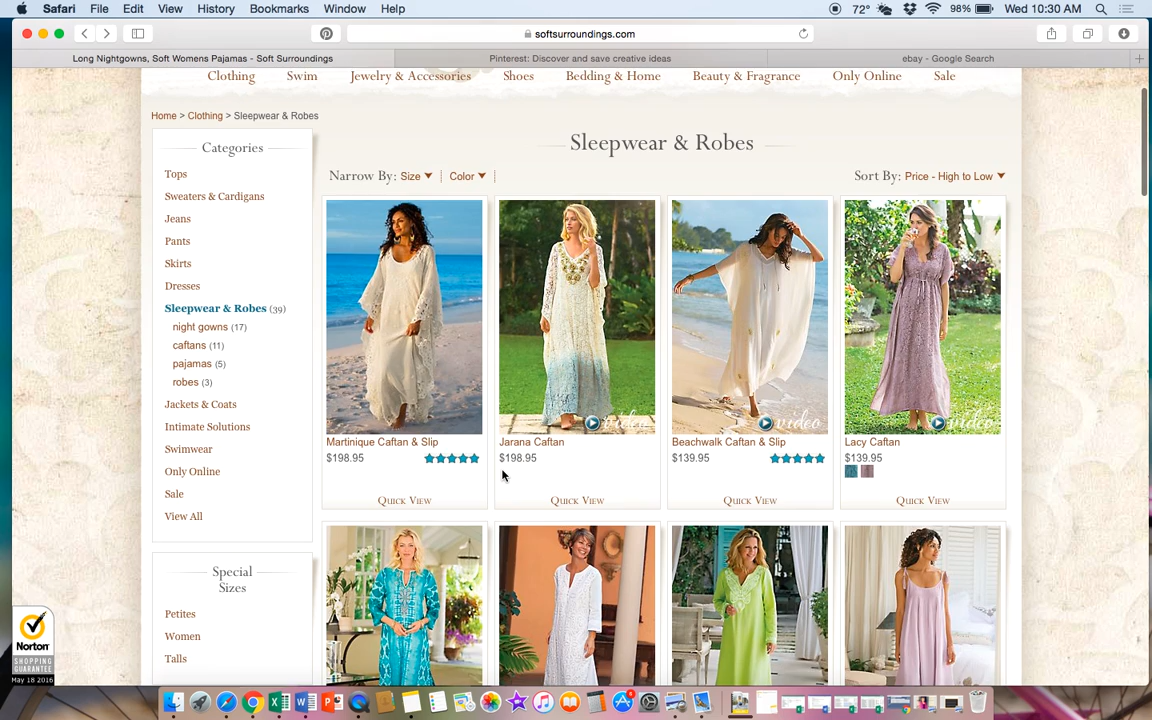 Safari File Edit View History Bookmarks Window Help 72° 98% Wed 10:30 AM
softsurroundings.com
Long Nightgowns, Soft Womens Pajamas - Soft Surroundings
Pinterest: Discover and save creative ideas
ebay - Google Search
Clothing Swim Jewelry & Accessories Shoes Bedding & Home Beauty & Fragrance Only Online Sale
Home > Clothing > Sleepwear & Robes
Categories
Tops
Sweaters & Cardigans
Jeans
Pants
Skirts
Dresses
Sleepwear & Robes (39)
night gowns (17)
caftans (11)
pajamas (5)
robes (3)
Jackets & Coats
Intimate Solutions
Swimwear
Only Online
Sale
View All
Special
Sizes
Petites
Women
Talls
Sleepwear & Robes
Narrow By: Size Color
Sort By: Price - High to Low
video
video
video
Martinique Caftan & Slip
$198.95
QUICK VIEW
Jarana Caftan
$198.95
QUICK VIEW
Beachwalk Caftan & Slip
$139.95
QUICK VIEW
Lacy Caftan
$139.95
QUICK VIEW
Norton
SHOPPING
GUARANTEE
May 18 2016